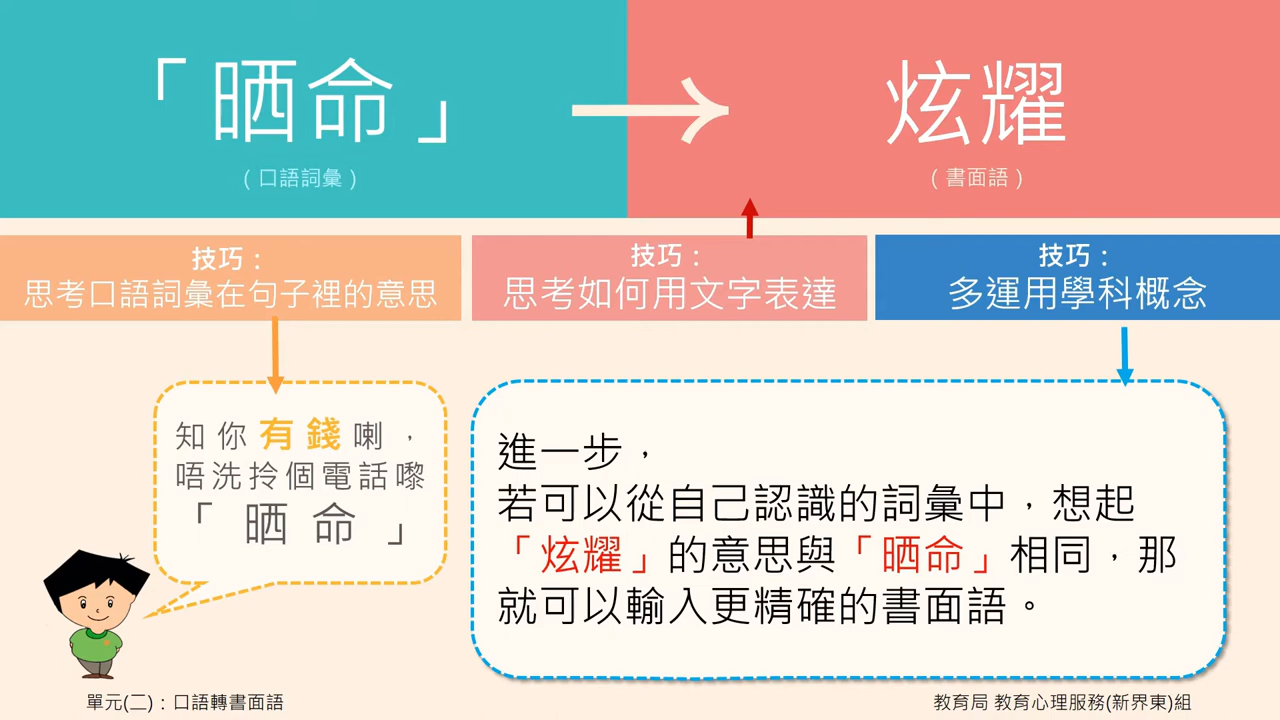 「晒命」
→
炫耀
(口語詞彙)
(書面語)
技巧：
思考口語詞彙在句子裡的意思
技巧：
思考如何用文字表達
技巧：
多運用學科概念
知你有錢喇，
唔洗拎個電話嚟
「晒命」
進一步，
若可以從自己認識的詞彙中，想起
「炫耀」的意思與「晒命」相同，那
就可以輸入更精確的書面語。
單元(二)：口語轉書面語
教育局 教育心理服務(新界東)組